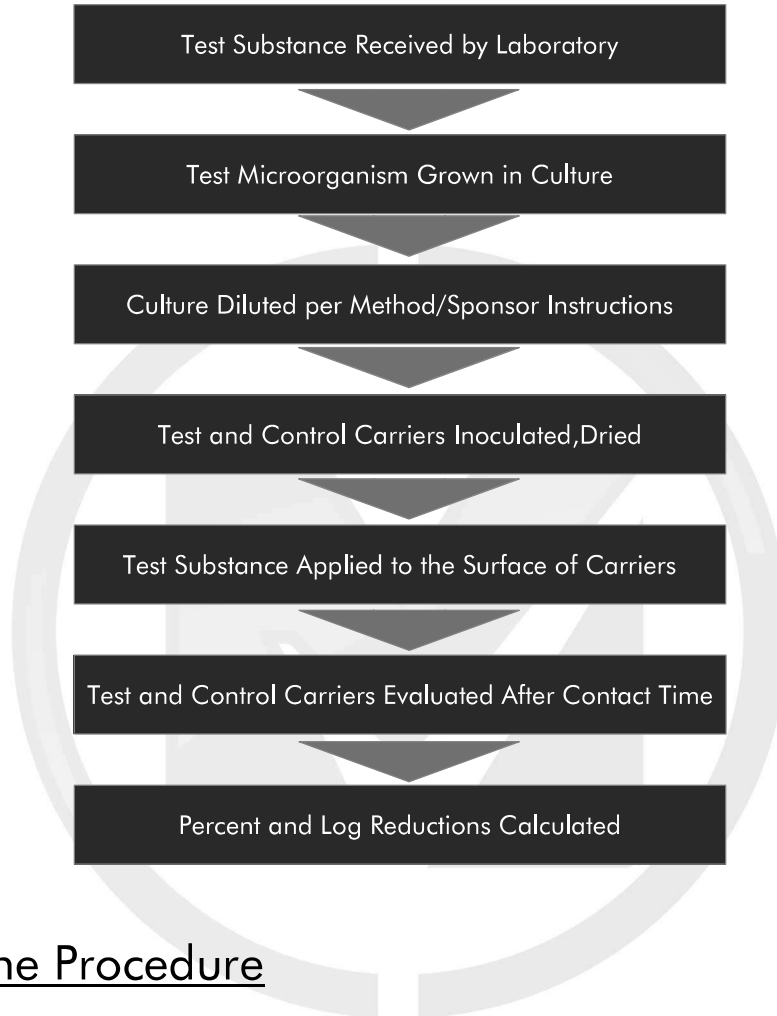 Test Substance Received by Laboratory
Test Microorganism Grown in Culture
Culture Diluted per Method/Sponsor Instructions
Test and Control Carriers Inoculated,Dried
Test Substance Applied to the Surface of Carriers
Test and Control Carriers Evaluated After Contact Time
Percent and Log Reductions Calculated
Procedure